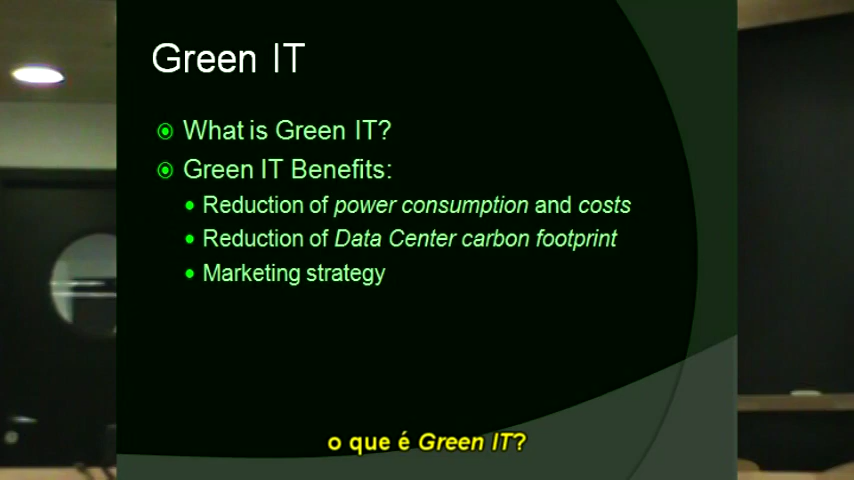 Green IT
What is Green IT?
Green IT Benefits:
Reduction of power consumption and costs
Reduction of Data Center carbon footprint
Marketing strategy
o que é Green IT?